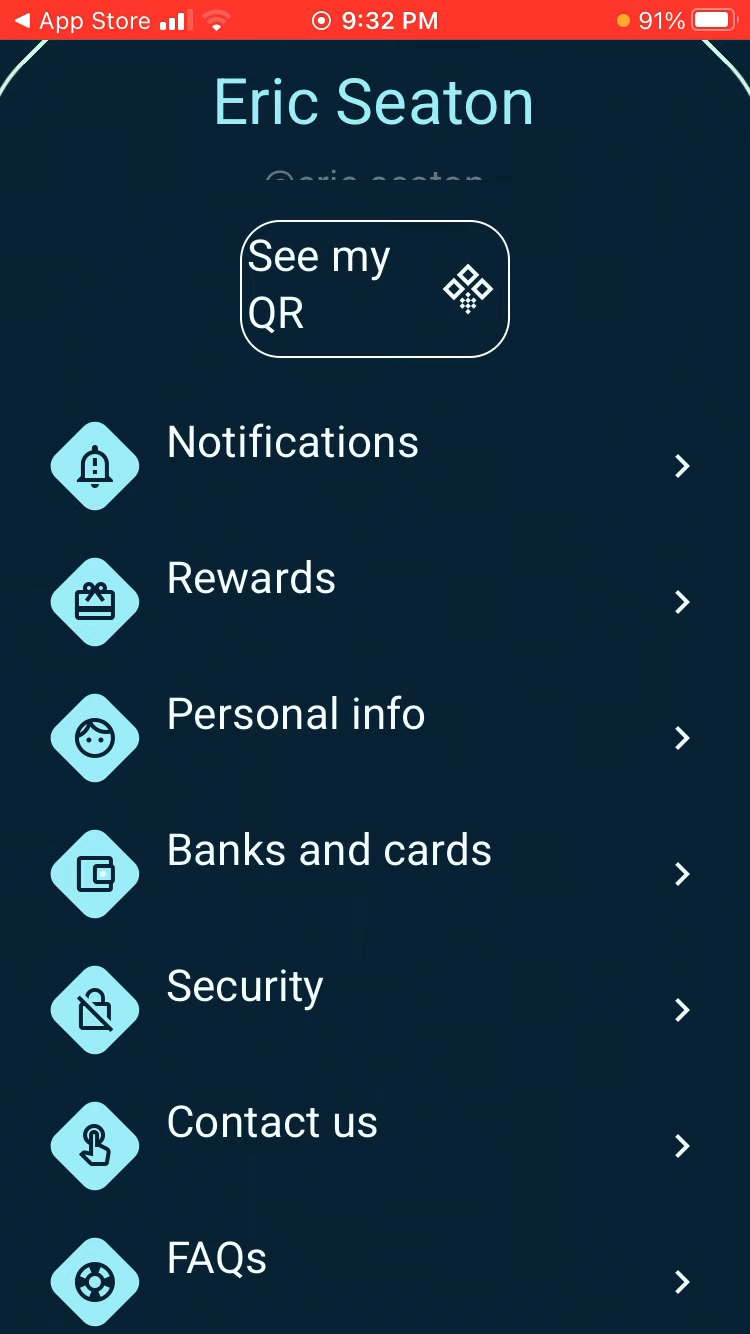 App Store 9:32 PM 91%
Eric Seaton
See my
QR
Notifications
Rewards
Personal info
Banks and cards
Security
Contact us
FAQs